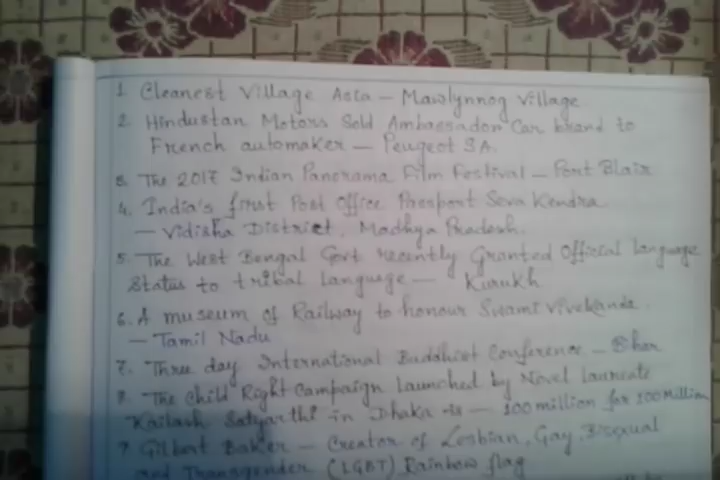 1. Cleanest Village Asia – Mawlynnog Village
2. Hindustan Motors Sold Ambassador Car brand to
French automaker – Peugeot SA.
3. The 2017 Indian Panorama Film Festival – Port Blair
4. India's first Post Office Passport Seva Kendra
– Vidisha District, Madhya Pradesh.
5. The West Bengal Govt recently Granted Official language
Status to tribal language – Kurukh
6. A museum of Railway to honour Swami Vivekanda.
– Tamil Nadu
7. Three day International Buddhist Conference – Bihar
8. The Child Right Campaign launched by Novel laureate
Kailash Satyarthi in Dhaka is – 100 million for 100 Million
9. Gilbert Baker – Creator of Lesbian, Gay, Bisexual
and Transgender (LGBT) Rainbow flag